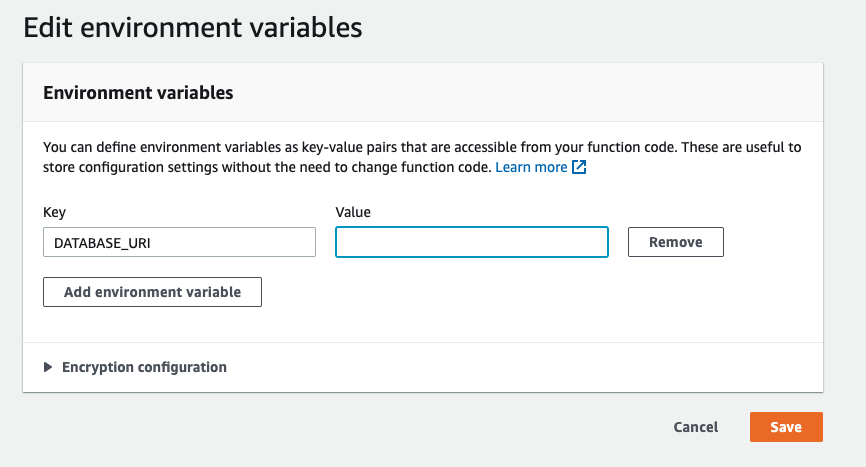 Edit environment variables
Environment variables
You can define environment variables as key-value pairs that are accessible from your function code. These are useful to
store configuration settings without the need to change function code. Learn more
Key Value
DATABASE_URI Remove
Add environment variable
Encryption configuration
Cancel Save